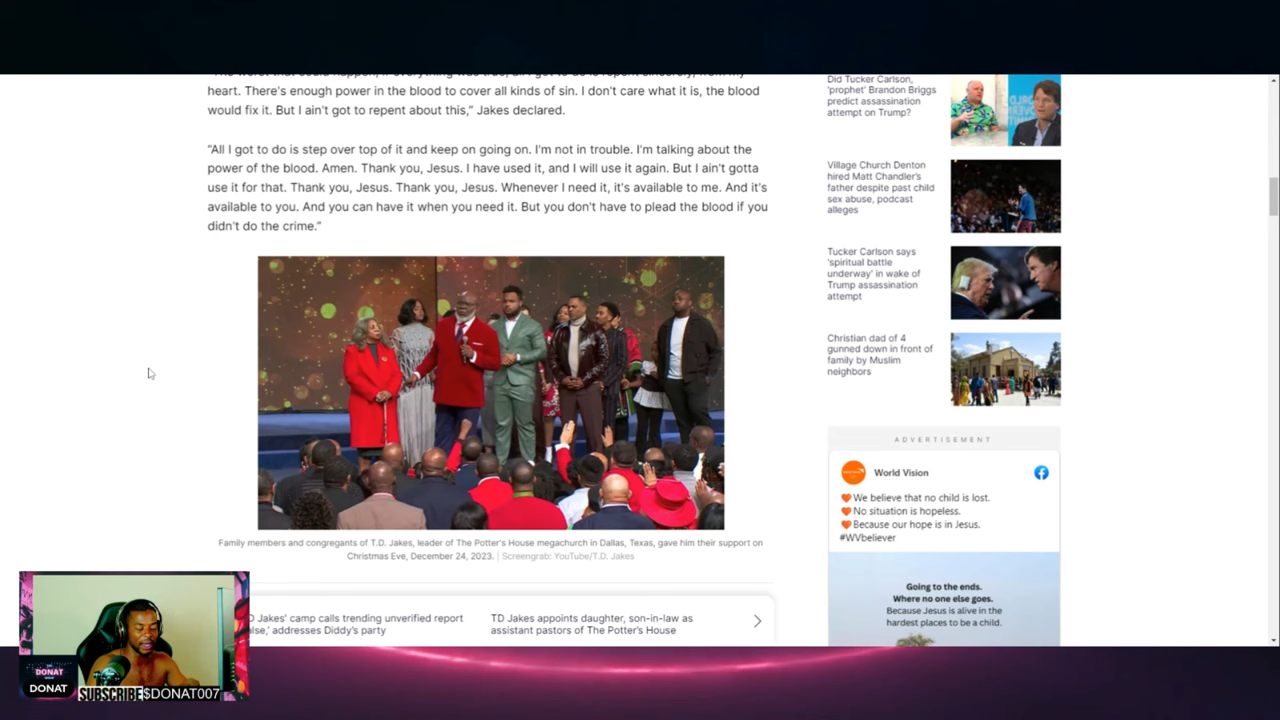 heart. There's enough power in the blood to cover all kinds of sin. I don't care what it is, the blood
would fix it. But I ain't got to repent about this," Jakes declared.
"All I got to do is step over top of it and keep on going on. I'm not in trouble. I'm talking about the
power of the blood. Amen. Thank you, Jesus. I have used it, and I will use it again. But I ain't gotta
use it for that. Thank you, Jesus. Thank you, Jesus. Whenever I need it, it's available to me. And it's
available to you. And you can have it when you need it. But you don't have to plead the blood if you
didn't do the crime."
Family members and congregants of T.D. Jakes, leader of The Potter's House megachurch in Dallas, Texas, gave him their support on
Christmas Eve, December 24, 2023. | Screengrab: YouTube/T.D. Jakes
D Jakes' camp calls trending unverified report
lse,' addresses Diddy's party
TD Jakes appoints daughter, son-in-law as
assistant pastors of The Potter's House
Did Tucker Carlson,
'prophet' Brandon Briggs
predict assassination
attempt on Trump?
Village Church Denton
hired Matt Chandler's
father despite past child
sex abuse, podcast
alleges
Tucker Carlson says
'spiritual battle
underway' in wake of
Trump assassination
attempt
Christian dad of 4
gunned down in front of
family by Muslim
neighbors
ADVERTISEMENT
World Vision
We believe that no child is lost.
No situation is hopeless.
Because our hope is in Jesus.
#WVbeliever
Going to the ends.
Where no one else goes.
Because Jesus is alive in the
hardest places to be a child.
DONAT
DONAT
SUBSCRIBE $DONAT007